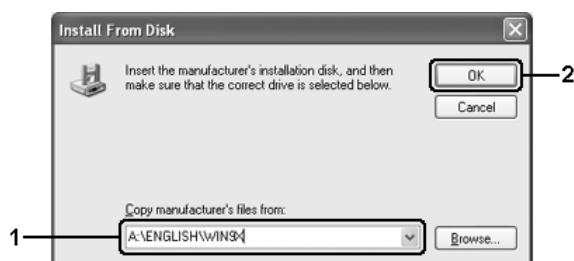 Install From Disk
Insert the manufacturer's installation disk, and then
make sure that the correct drive is selected below.
OK
2
Cancel
Copy manufacturer's files from:
1
A:\ENGLISH\WIN9X
Browse...